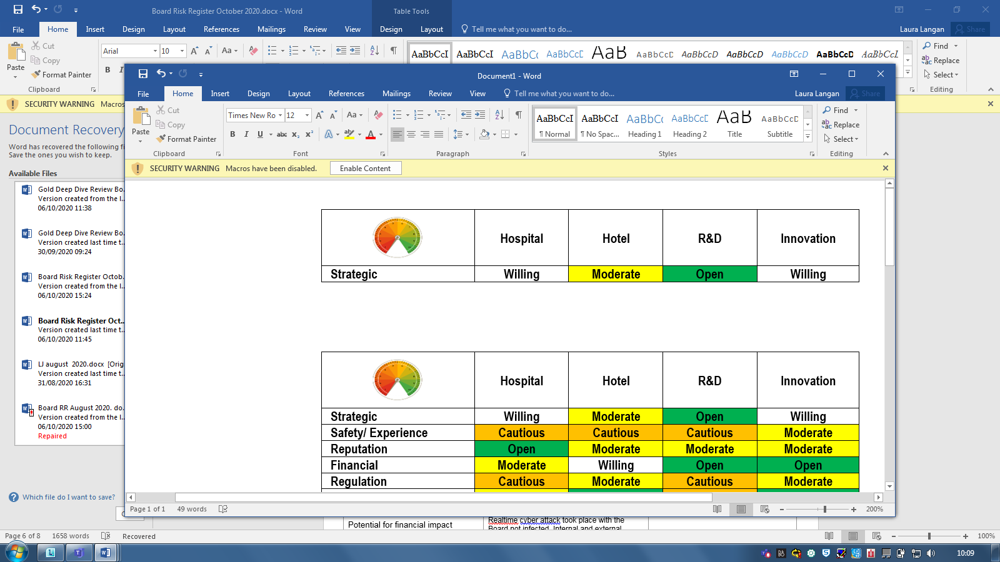 Board Risk Register October 2020.docx - Word
Table Tools
File Home Insert Design Layout References Mailings Review View Design Layout Tell me what you want to do... Laura Langan Share
Paste
Cut
Copy
Format Painter
Clipboard
Arial 10
Aa
B I
AaBbCcI AaBbCcI AaBbCc AaBbCcD AaB AaBbCcD AaBbCcD AaBbCcD AaBbCcD AaBbCcD AaBbCcI
Find
Replace
Select
Editing
SECURITY WARNING Macros
Document Recovery
Word has recovered the following fi
Save the ones you wish to keep.
Available Files
Gold Deep Dive Review Bo...
Version created from the l...
06/10/2020 11:38
Gold Deep Dive Review Bo...
Version created last time t...
30/09/2020 09:24
Board Risk Register Octob...
Version created from the l...
06/10/2020 15:24
Board Risk Register Oct...
Version created last time t...
06/10/2020 11:45
LJ august 2020.docx [Orig
Version created last time t...
31/08/2020 16:31
Board RR August 2020. do...
Version created from the l...
06/10/2020 15:00
Repaired
Which file do I want to save?
Document1 - Word
File Home Insert Design Layout References Mailings Review View Tell me what you want to do... Laura Langan Share
Paste
Cut
Copy
Format Painter
Clipboard
Times New Ro 12
Aa
B I U abc x₂ x² A ab A
Font
Paragraph
AaBbCcI AaBbCcI AaBbCc AaBbCcD AaB AaBbCcD
¶ Normal ¶ No Spac... Heading 1 Heading 2 Title Subtitle
Styles
Find
Replace
Select
Editing
SECURITY WARNING Macros have been disabled. Enable Content
Hospital Hotel R&D Innovation
Strategic Willing Moderate Open Willing
Hospital Hotel R&D Innovation
Strategic Willing Moderate Open Willing
Safety/ Experience Cautious Cautious Cautious Moderate
Reputation Open Moderate Moderate Moderate
Financial Moderate Willing Open Open
Regulation Cautious Moderate Cautious Moderate
Page 1 of 1 49 words 200%
Potential for financial impact
Realtime cyber attack took place with the
Board not infected. Internal and external
Page 6 of 8 1658 words Recovered 100%
10:09